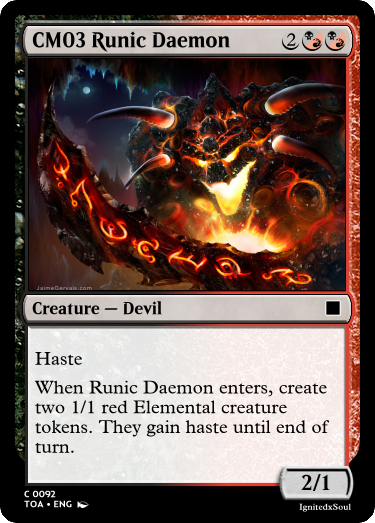 CM03 Runic Daemon 2
JaimeGervais.com
Creature — Devil
Haste
When Runic Daemon enters, create
two 1/1 red Elemental creature
tokens. They gain haste until end of
turn.
2/1
C 0092
TOA • ENG
IgnitedxSoul